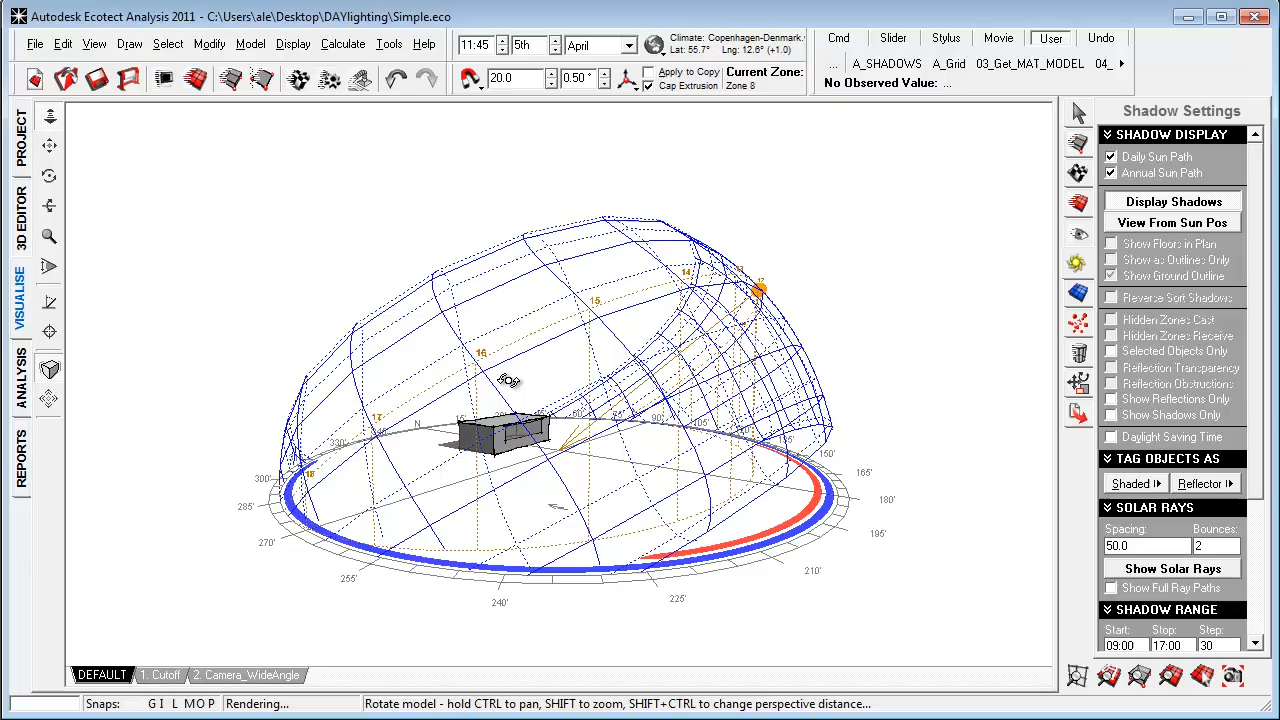 Autodesk Ecotect Analysis 2011 - C:\Users\ale\Desktop\DAYlighting\Simple.eco
File Edit View Draw Select Modify Model Display Calculate Tools Help
11:45 5th April
Climate: Copenhagen-Denmark.
Lat: 55.7° Lng: 12.6° (+1.0)
Cmd Slider Stylus Movie User Undo
... A_SHADOWS A_Grid 03_Get_MAT_MODEL 04_
20.0 0.50 °
Apply to Copy
Cap Extrusion
Current Zone:
Zone 8
No Observed Value: ...
PROJECT
3D EDITOR
VISUALISE
ANALYSIS
REPORTS
Shadow Settings
SHADOW DISPLAY
Daily Sun Path
Annual Sun Path
Display Shadows
View From Sun Pos
Show Floors in Plan
Show as Outlines Only
Show Ground Outline
Reverse Sort Shadows
Hidden Zones Cast
Hidden Zones Receive
Selected Objects Only
Reflection Transparency
Reflection Obstructions
Show Reflections Only
Show Shadows Only
Daylight Saving Time
TAG OBJECTS AS
Shaded Reflector
SOLAR RAYS
Spacing: Bounces:
50.0 2
Show Solar Rays
Show Full Ray Paths
SHADOW RANGE
Start: Stop: Step:
09:00 17:00 30
14
15
16
17
18
N
15°
75°
90°
105°
150°
165°
180°
195°
210°
225°
240°
255°
270°
285°
300°
330°
DEFAULT 1. Cutoff 2. Camera_WideAngle
Snaps: G I L M O P Rendering... Rotate model - hold CTRL to pan, SHIFT to zoom, SHIFT+CTRL to change perspective distance...